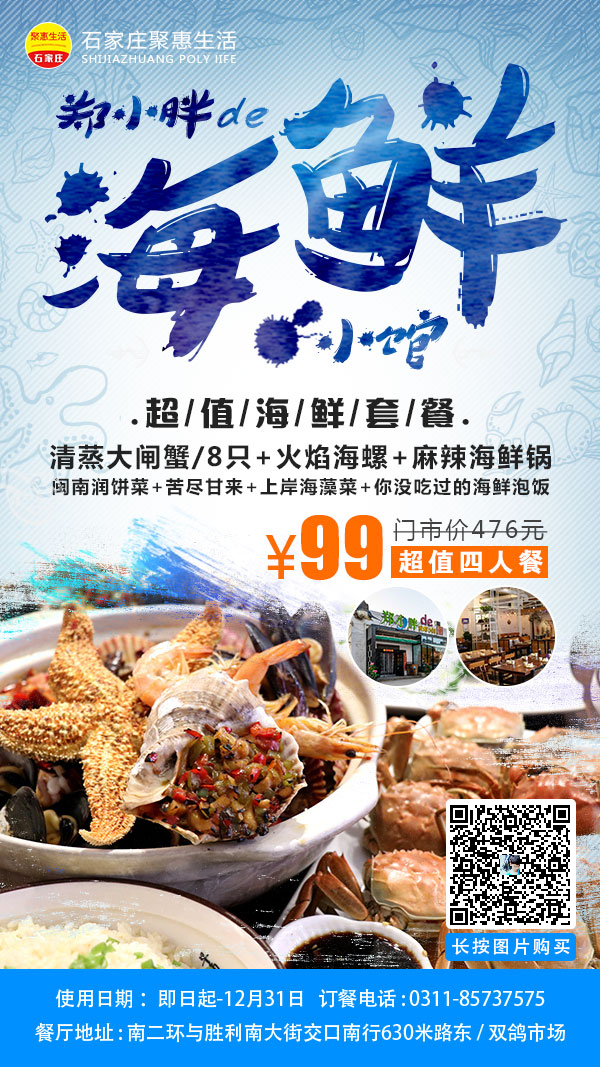 聚惠生活
石家庄
石家庄聚惠生活
SHIJIAZHUANG POLY lIFE
郑小胖de
海鲜
小馆
.超/值/海/鲜/套/餐.
清蒸大闸蟹/8只+火焰海螺+麻辣海鲜锅
闽南润饼菜+苦尽甘来+上岸海藻菜+你没吃过的海鲜泡饭
¥99
门市价476元
超值四人餐
郑小胖de
长按图片购买
使用日期：即日起-12月31日 订餐电话:0311-85737575
餐厅地址:南二环与胜利南大街交口南行630米路东/双鸽市场